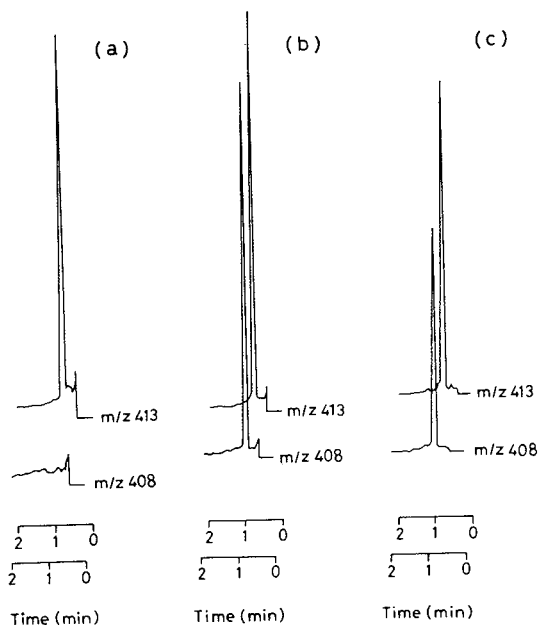 (a) (b) (c)
m/z 413 m/z 413 m/z 413
m/z 408 m/z 408 m/z 408
2 1 0 2 1 0 2 1 0
2 1 0 2 1 0 2 1 0
Time (min) Time (min) Time (min)